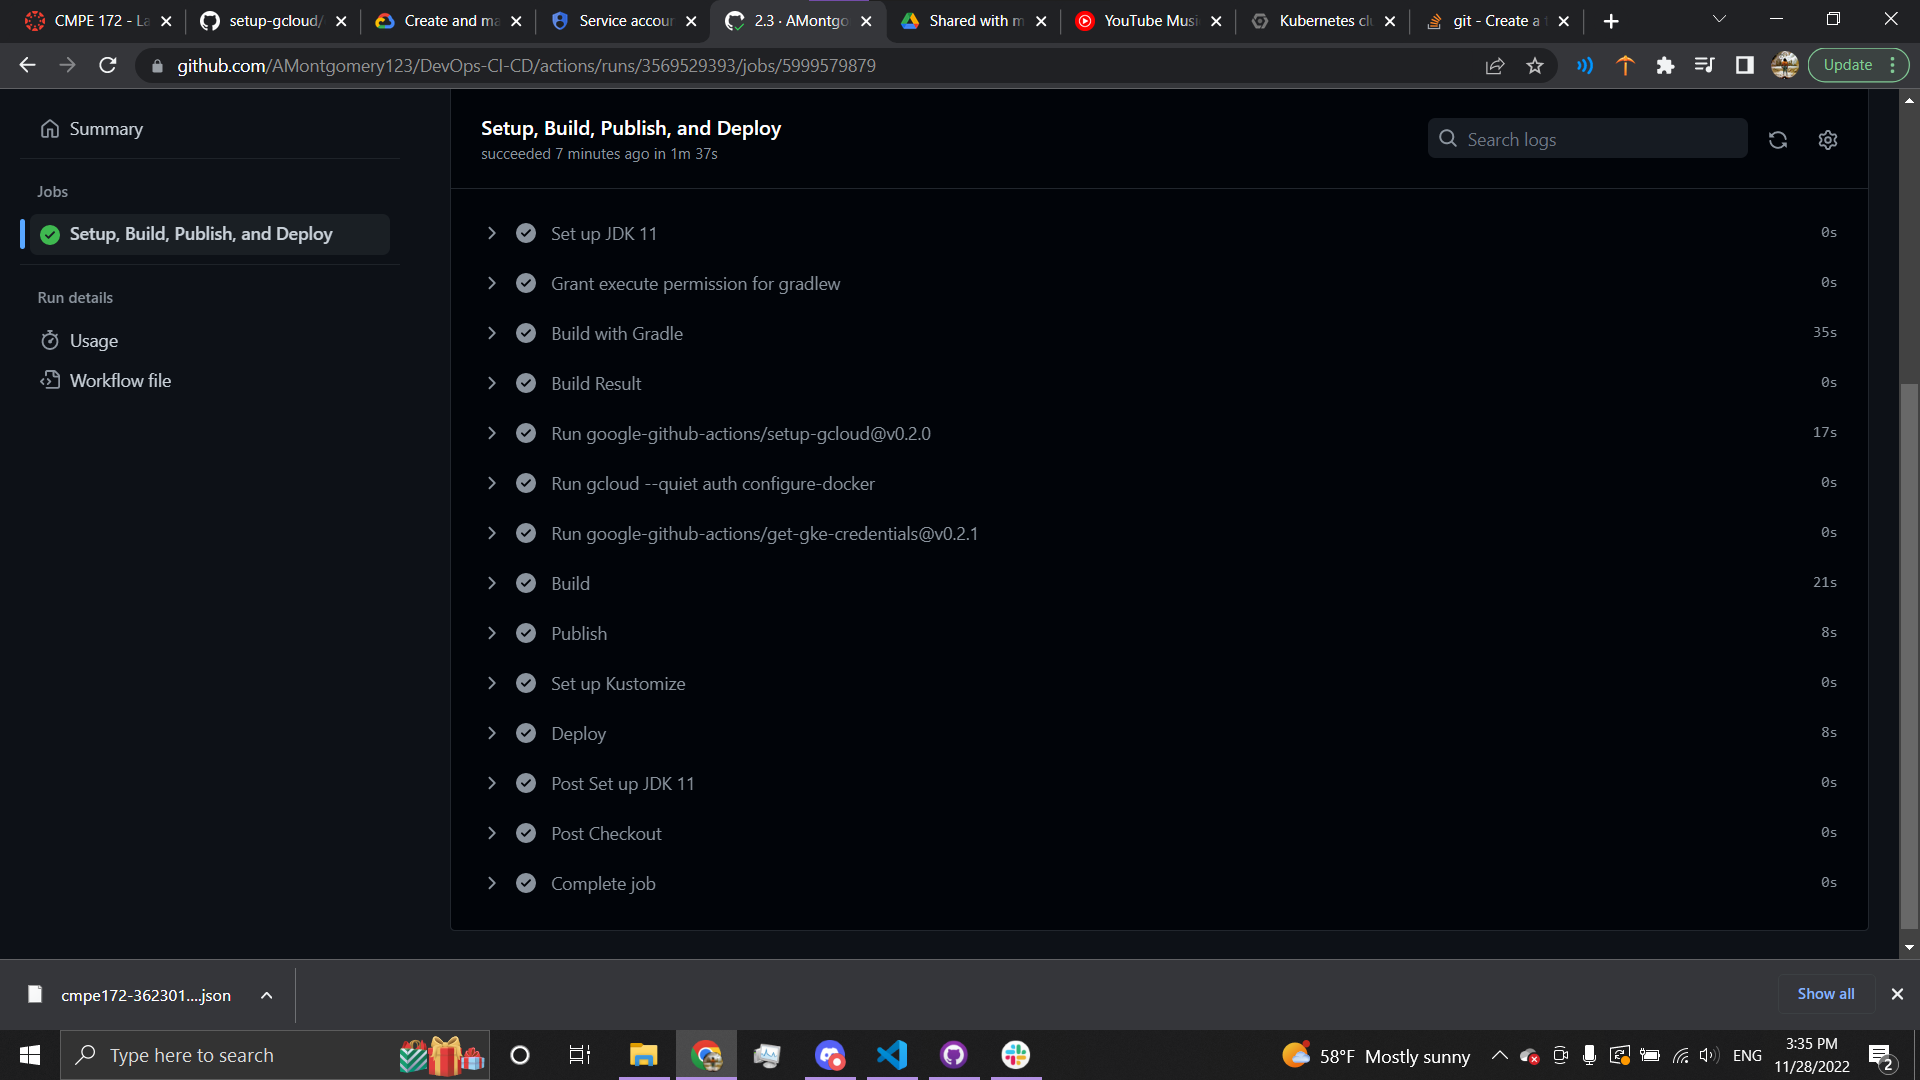 CMPE 172 - La
setup-gcloud/
Create and ma
Service accour
2.3 · AMontgo
Shared with m
YouTube Musi
Kubernetes clu
git - Create a t
github.com/AMontgomery123/DevOps-CI-CD/actions/runs/3569529393/jobs/5999579879
Update
Summary
Jobs
Setup, Build, Publish, and Deploy
Run details
Usage
Workflow file
Setup, Build, Publish, and Deploy
succeeded 7 minutes ago in 1m 37s
Search logs
Set up JDK 11 0s
Grant execute permission for gradlew 0s
Build with Gradle 35s
Build Result 0s
Run google-github-actions/setup-gcloud@v0.2.0 17s
Run gcloud --quiet auth configure-docker 0s
Run google-github-actions/get-gke-credentials@v0.2.1 0s
Build 21s
Publish 8s
Set up Kustomize 0s
Deploy 8s
Post Set up JDK 11 0s
Post Checkout 0s
Complete job 0s
cmpe172-362301....json
Show all
Type here to search
58°F Mostly sunny
ENG
3:35 PM
11/28/2022
2